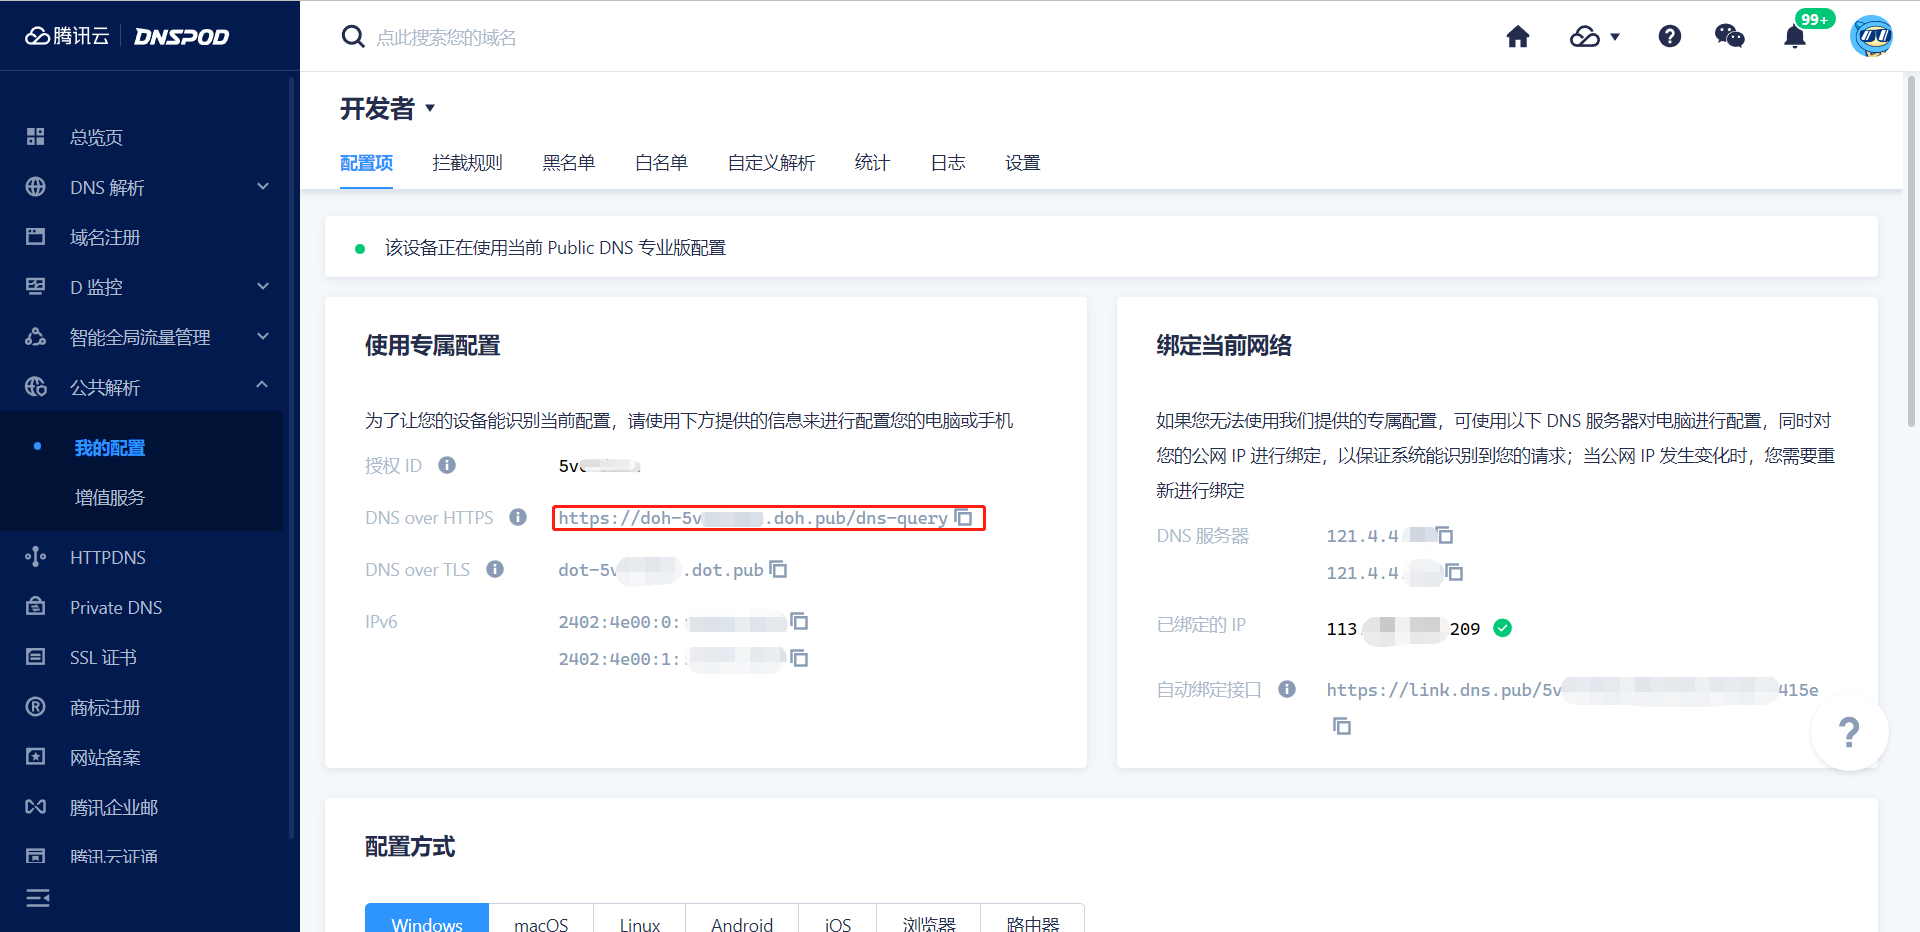 腾讯云 DNSPOD
点此搜索您的域名
99+
总览页
DNS 解析
域名注册
D 监控
智能全局流量管理
公共解析
我的配置
增值服务
HTTPDNS
Private DNS
SSL 证书
商标注册
网站备案
腾讯企业邮
腾讯云证通
开发者
配置项 拦截规则 黑名单 白名单 自定义解析 统计 日志 设置
该设备正在使用当前 Public DNS 专业版配置
使用专属配置
为了让您的设备能识别当前配置，请使用下方提供的信息来进行配置您的电脑或手机
授权 ID 5v
DNS over HTTPS https://doh-5v .doh.pub/dns-query
DNS over TLS dot-5v .dot.pub
IPv6 2402:4e00:0:
2402:4e00:1:
绑定当前网络
如果您无法使用我们提供的专属配置，可使用以下 DNS 服务器对电脑进行配置，同时对
您的公网 IP 进行绑定，以保证系统能识别到您的请求；当公网 IP 发生变化时，您需要重
新进行绑定
DNS 服务器 121.4.4
121.4.4.
已绑定的 IP 113. 209
自动绑定接口 https://link.dns.pub/5v 415e
?
配置方式
Windows macOS Linux Android iOS 浏览器 路由器